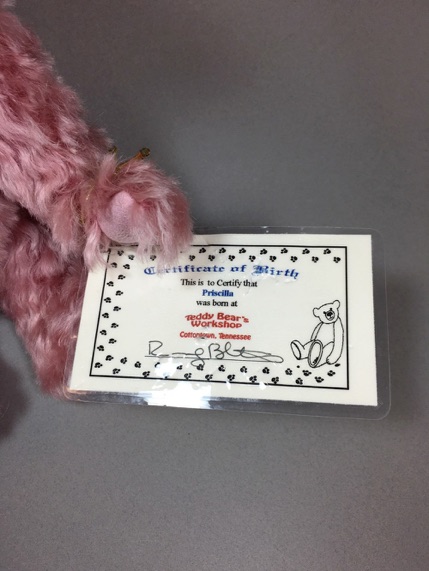 Certificate of Birth
This is to Certify that
Priscilla
was born at
Teddy Bear's
Workshop
Cottontown, Tennessee